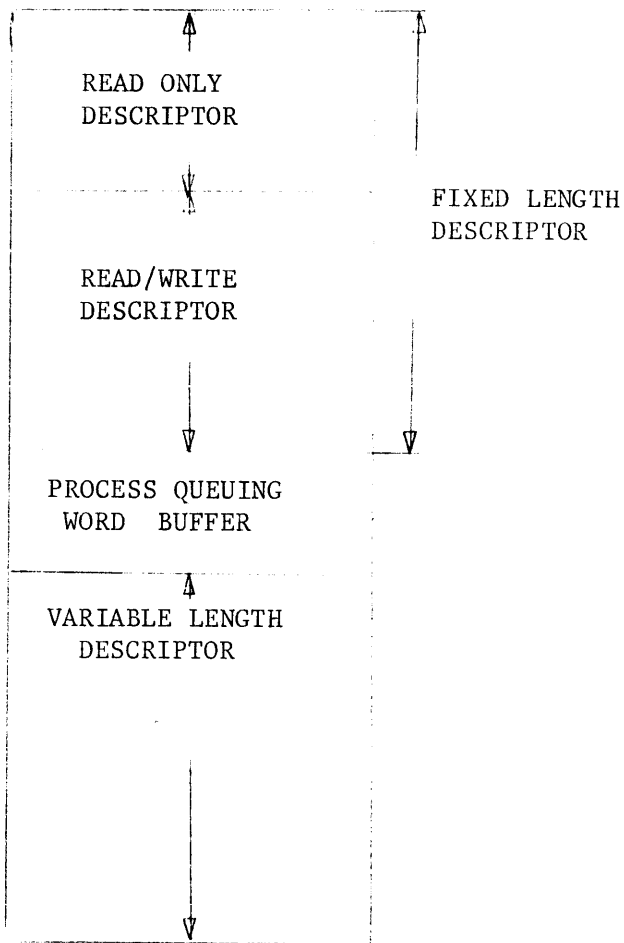 READ ONLY
DESCRIPTOR
FIXED LENGTH
DESCRIPTOR
READ/WRITE
DESCRIPTOR
PROCESS QUEUING
WORD BUFFER
VARIABLE LENGTH
DESCRIPTOR